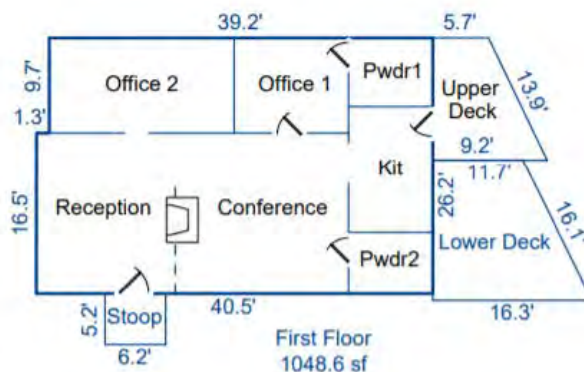 39.2'
5.7'
9.7'
Office 2
Office 1
Pwdr1
Upper
Deck
13.9'
1.3'
9.2'
11.7'
16.5'
Reception
Conference
Kit
26.2'
Lower Deck
16.1'
Pwdr2
5.2'
Stoop
40.5'
16.3'
6.2'
First Floor
1048.6 sf